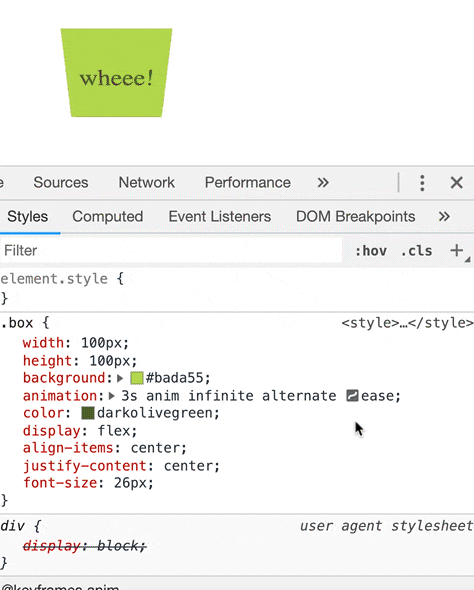 wheee!
Sources Network Performance »
Styles Computed Event Listeners DOM Breakpoints »
Filter :hov .cls +
element.style {
}
.box { <style>…</style>
width: 100px;
height: 100px;
background: #bada55;
animation: 3s anim infinite alternate ease;
color: darkolivegreen;
display: flex;
align-items: center;
justify-content: center;
font-size: 26px;
}
div { user agent stylesheet
display: block;
}
@keyframes anim